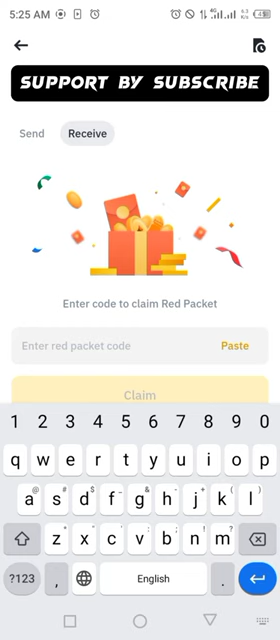 5:25 AM
SUPPORT BY SUBSCRIBE
Send Receive
Enter code to claim Red Packet
Enter red packet code Paste
Claim
1 2 3 4 5 6 7 8 9 0
q w e r t y u i o p
a s d f g h j k l
z x c v b n m
?123 , English .